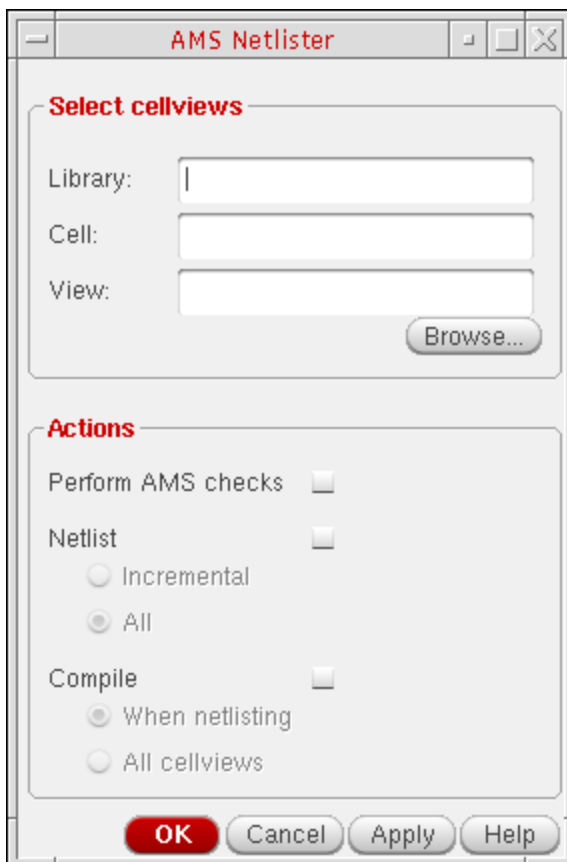 AMS Netlister
Select cellviews
Library:
Cell:
View:
Browse...
Actions
Perform AMS checks
Netlist
Incremental
All
Compile
When netlisting
All cellviews
OK Cancel Apply Help